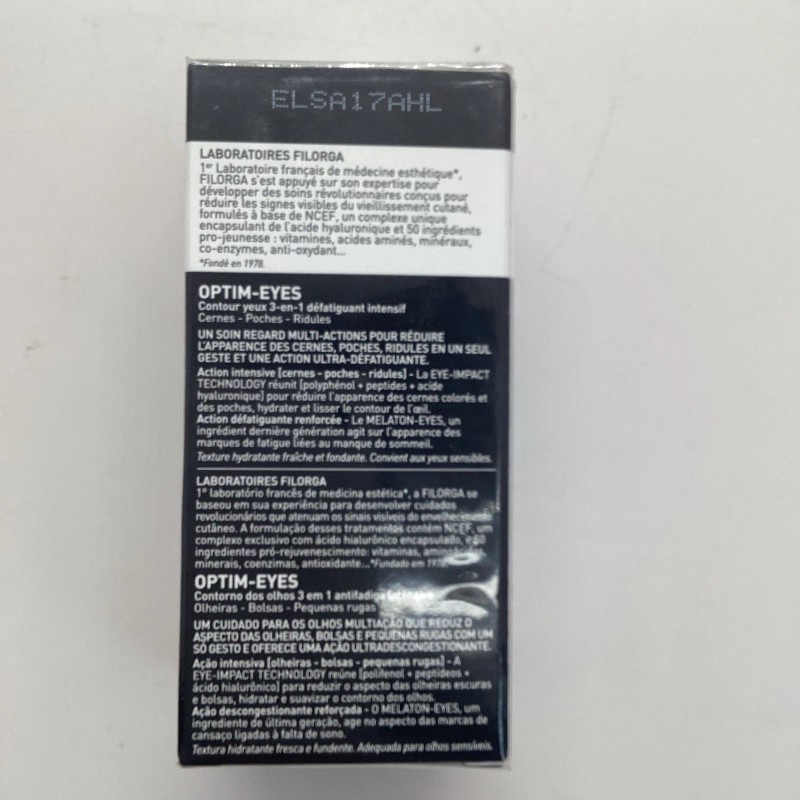 ELSA17AHL
LABORATOIRES FILORGA
1er Laboratoire français de médecine esthétique*,
FILORGA s'est appuyé sur son expertise pour
développer des soins révolutionnaires conçus pour
réduire les signes visibles du vieillissement cutané,
formulés à base de NCEF, un complexe unique
encapsulant de l'acide hyaluronique et 50 ingrédients
pro-jeunesse : vitamines, acides aminés, minéraux,
co-enzymes, anti-oxydant...
*Fondé en 1978.
OPTIM-EYES
Contour yeux 3-en-1 défatiguant intensif
Cernes - Poches - Ridules
UN SOIN REGARD MULTI-ACTIONS POUR RÉDUIRE
L'APPARENCE DES CERNES, POCHES, RIDULES EN UN SEUL
GESTE ET UNE ACTION ULTRA-DÉFATIGUANTE.
Action intensive [cernes - poches - ridules] - La EYE-IMPACT
TECHNOLOGY réunit [polyphénol + peptides + acide
hyaluronique] pour réduire l'apparence des cernes colorés et
des poches, hydrater et lisser le contour de l'œil.
Action défatiguante renforcée - Le MELATON-EYES, un
ingrédient dernière génération agit sur l'apparence des
marques de fatigue liées au manque de sommeil.
Texture hydratante fraîche et fondante. Convient aux yeux sensibles.
LABORATOIRES FILORGA
1º laboratório francês de medicina estética*, a FILORGA se
baseou em sua experiência para desenvolver cuidados
revolucionários que atenuam os sinais visíveis do envelhecimento
cutâneo. A formulação desses tratamentos contém NCEF, um
complexo exclusivo com ácido hialurônico encapsulado, e 50
ingredientes pró-rejuvenescimento: vitaminas, aminoácidos,
minerais, coenzimas, antioxidante... *Fundado em 1978.
OPTIM-EYES
Contorno dos olhos 3 em 1 antifadiga
Olheiras - Bolsas - Pequenas rugas
UM CUIDADO PARA OS OLHOS MULTIAÇÃO QUE REDUZ O
ASPECTO DAS OLHEIRAS, BOLSAS E PEQUENAS RUGAS COM UM
SÓ GESTO E OFERECE UMA AÇÃO ULTRADESCONGESTIONANTE.
Ação intensiva [olheiras - bolsas - pequenas rugas] - A
EYE-IMPACT TECHNOLOGY reúne [polifenol + peptídeos +
ácido hialurônico] para reduzir o aspecto das olheiras escuras
e bolsas, hidratar e suavizar o contorno dos olhos.
Ação descongestionante reforçada - O MELATON-EYES, um
ingrediente de última geração, age no aspecto das marcas de
cansaço ligadas à falta de sono.
Textura hidratante fresca e fundente. Adequada para olhos sensíveis.